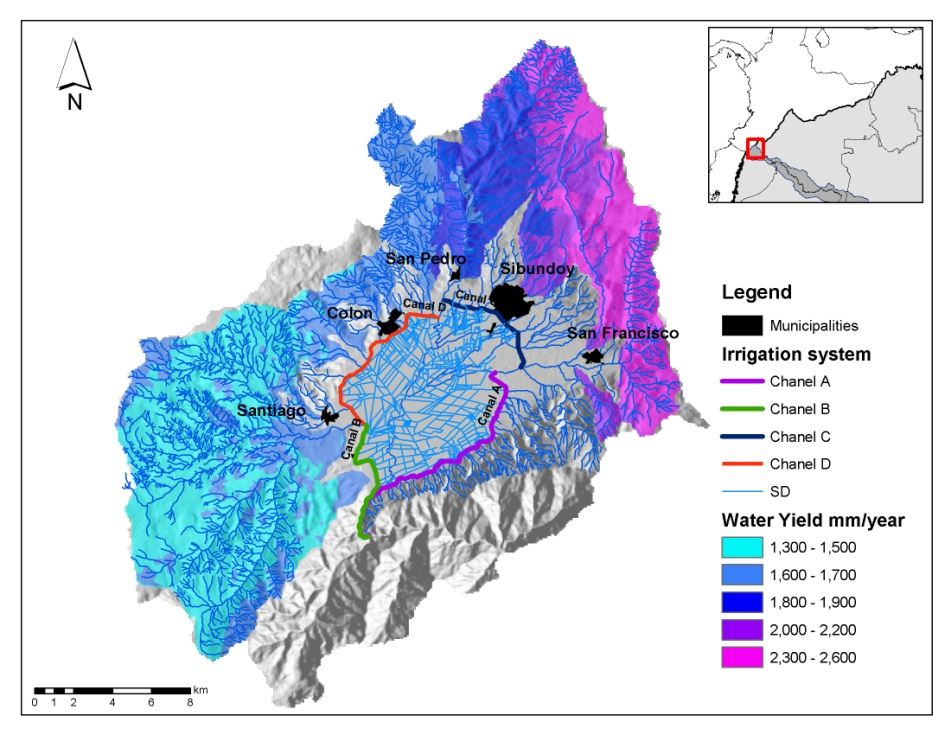 N
San Pedro
Sibundoy
Canal
Canal D
Colon
San Francisco
Santiago
Canal A
Canal B
Legend
Municipalities
Irrigation system
Chanel A
Chanel B
Chanel C
Chanel D
SD
Water Yield mm/year
1,300 - 1,500
1,600 - 1,700
1,800 - 1,900
2,000 - 2,200
2,300 - 2,600
km
0 1 2 4 6 8